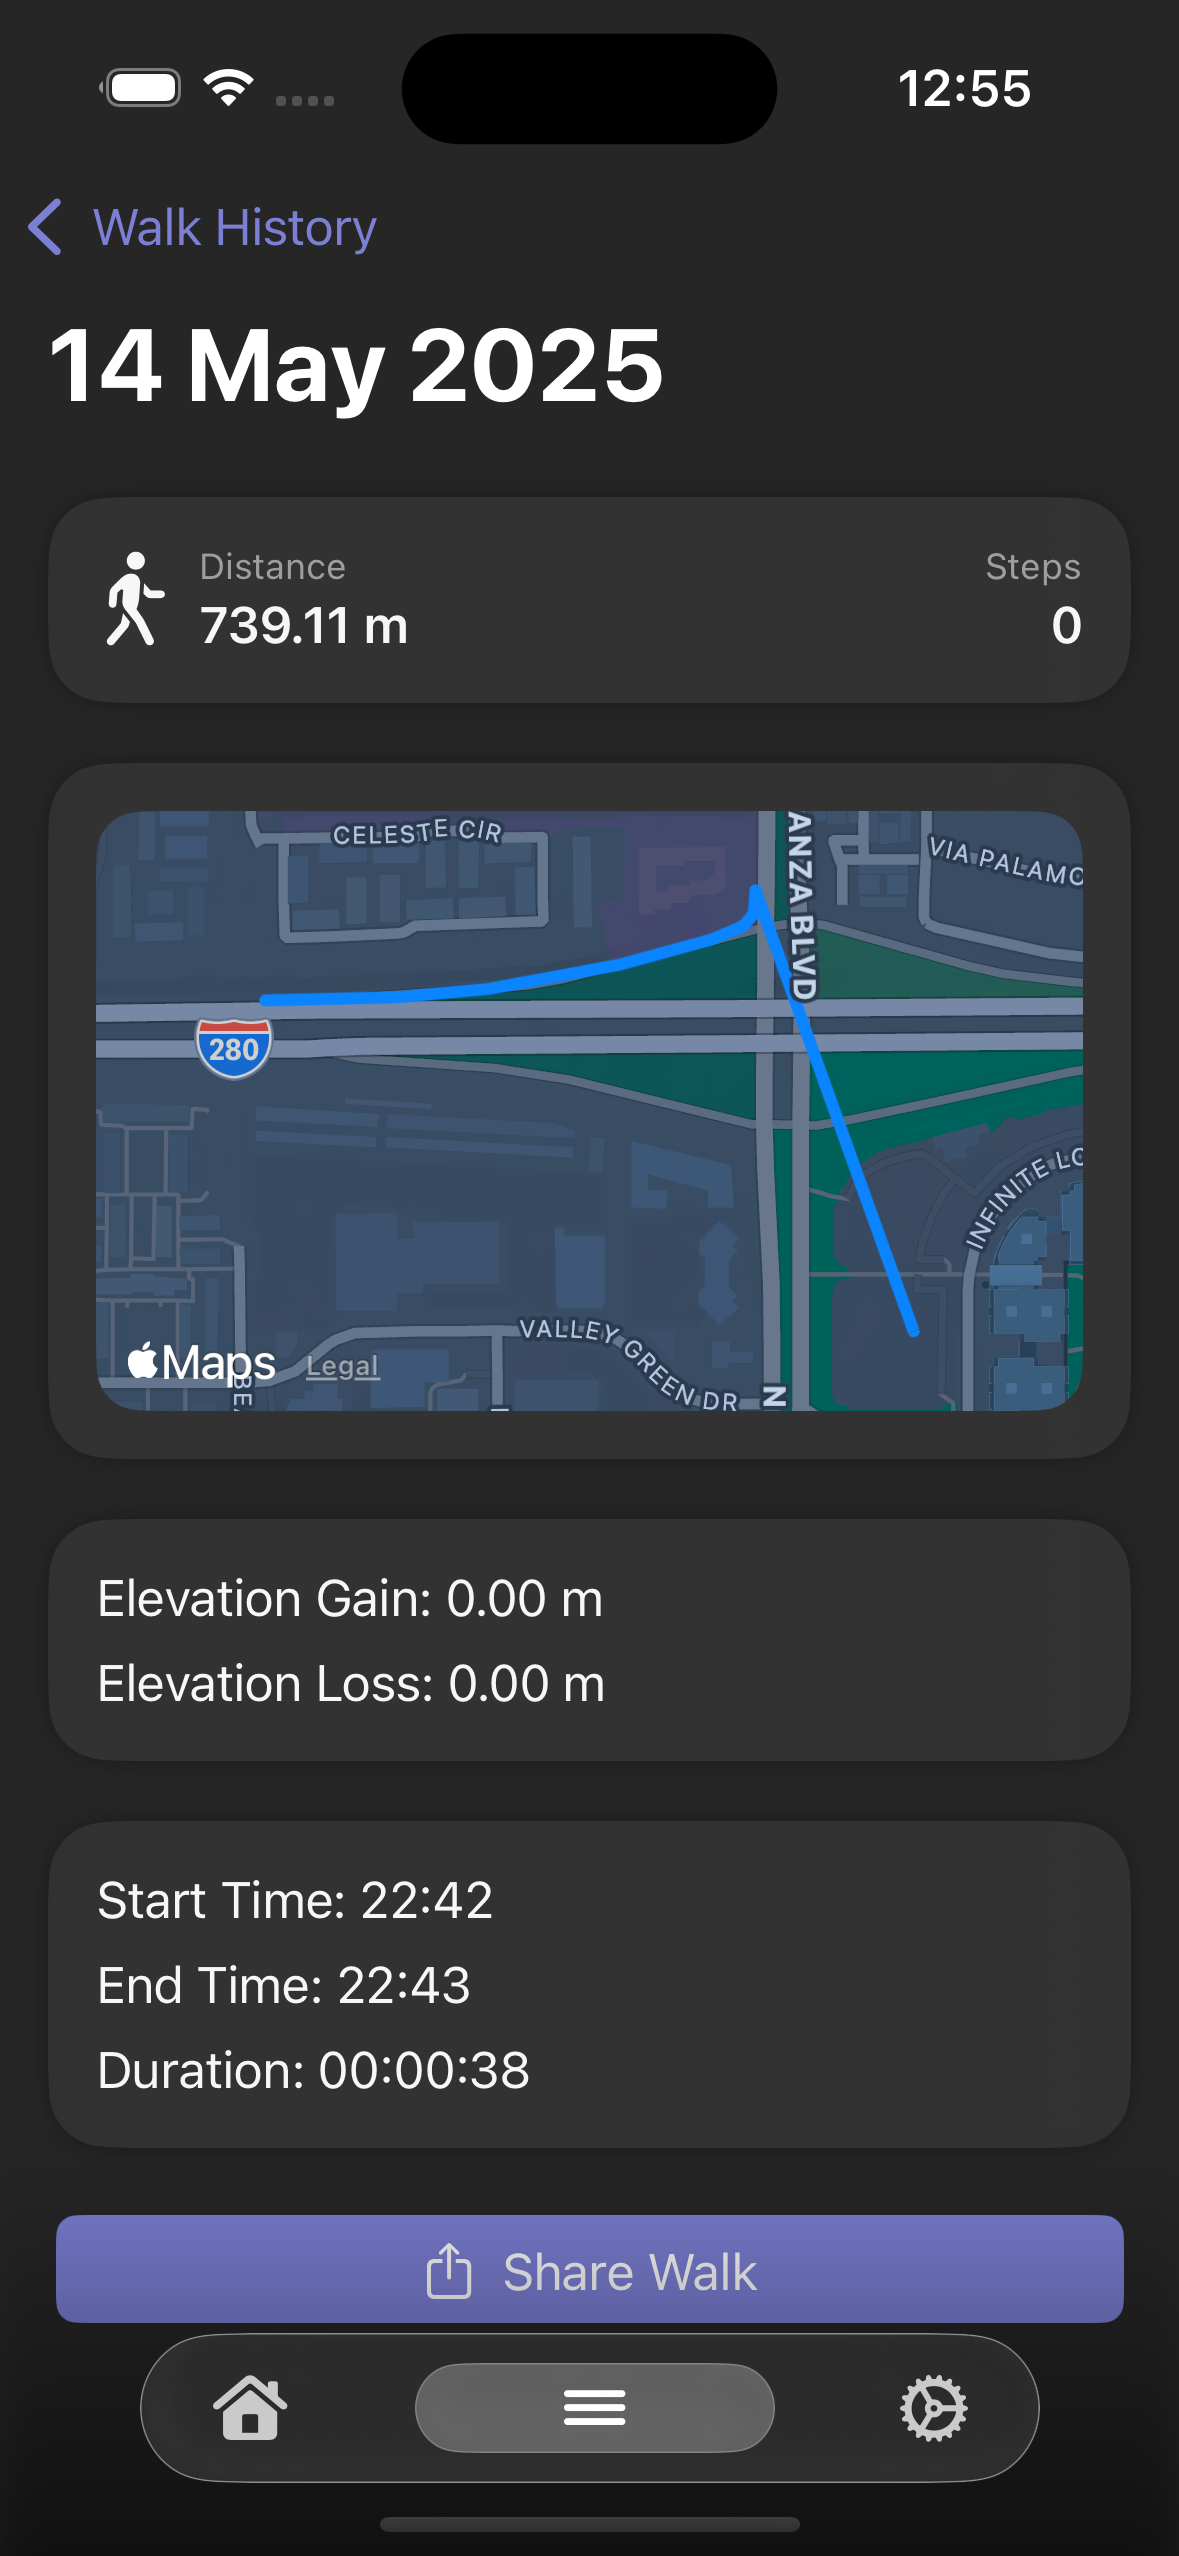 12:55
Walk History
14 May 2025
Distance
739.11 m
Steps
0
CELESTE CIR
ANZA BLVD
VIA PALAMO
280
INFINITE LO
VALLEY GREEN DR
N
Maps
Legal
BE
Elevation Gain: 0.00 m
Elevation Loss: 0.00 m
Start Time: 22:42
End Time: 22:43
Duration: 00:00:38
Share Walk